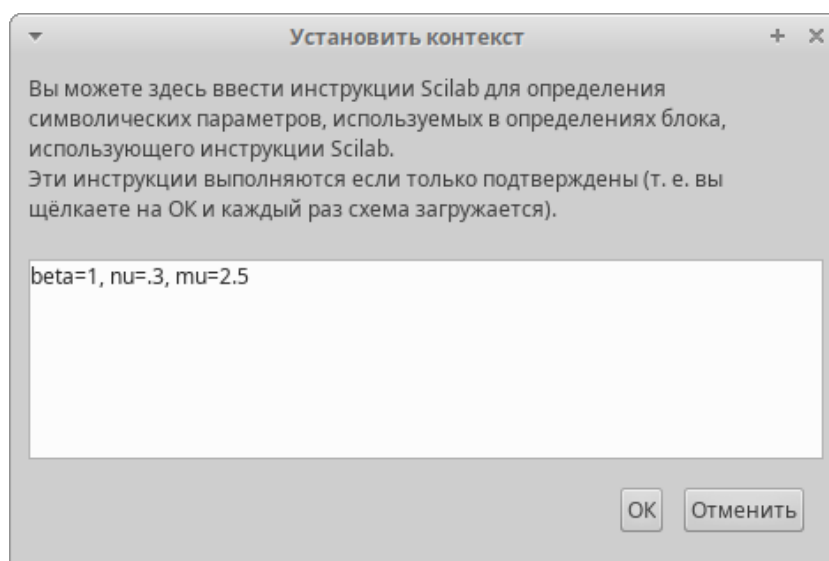 Установить контекст
Вы можете здесь ввести инструкции Scilab для определения
символических параметров, используемых в определениях блока,
использующего инструкции Scilab.
Эти инструкции выполняются если только подтверждены (т. е. вы
щёлкаете на ОК и каждый раз схема загружается).
beta=1, nu=.3, mu=2.5
ОК
Отменить